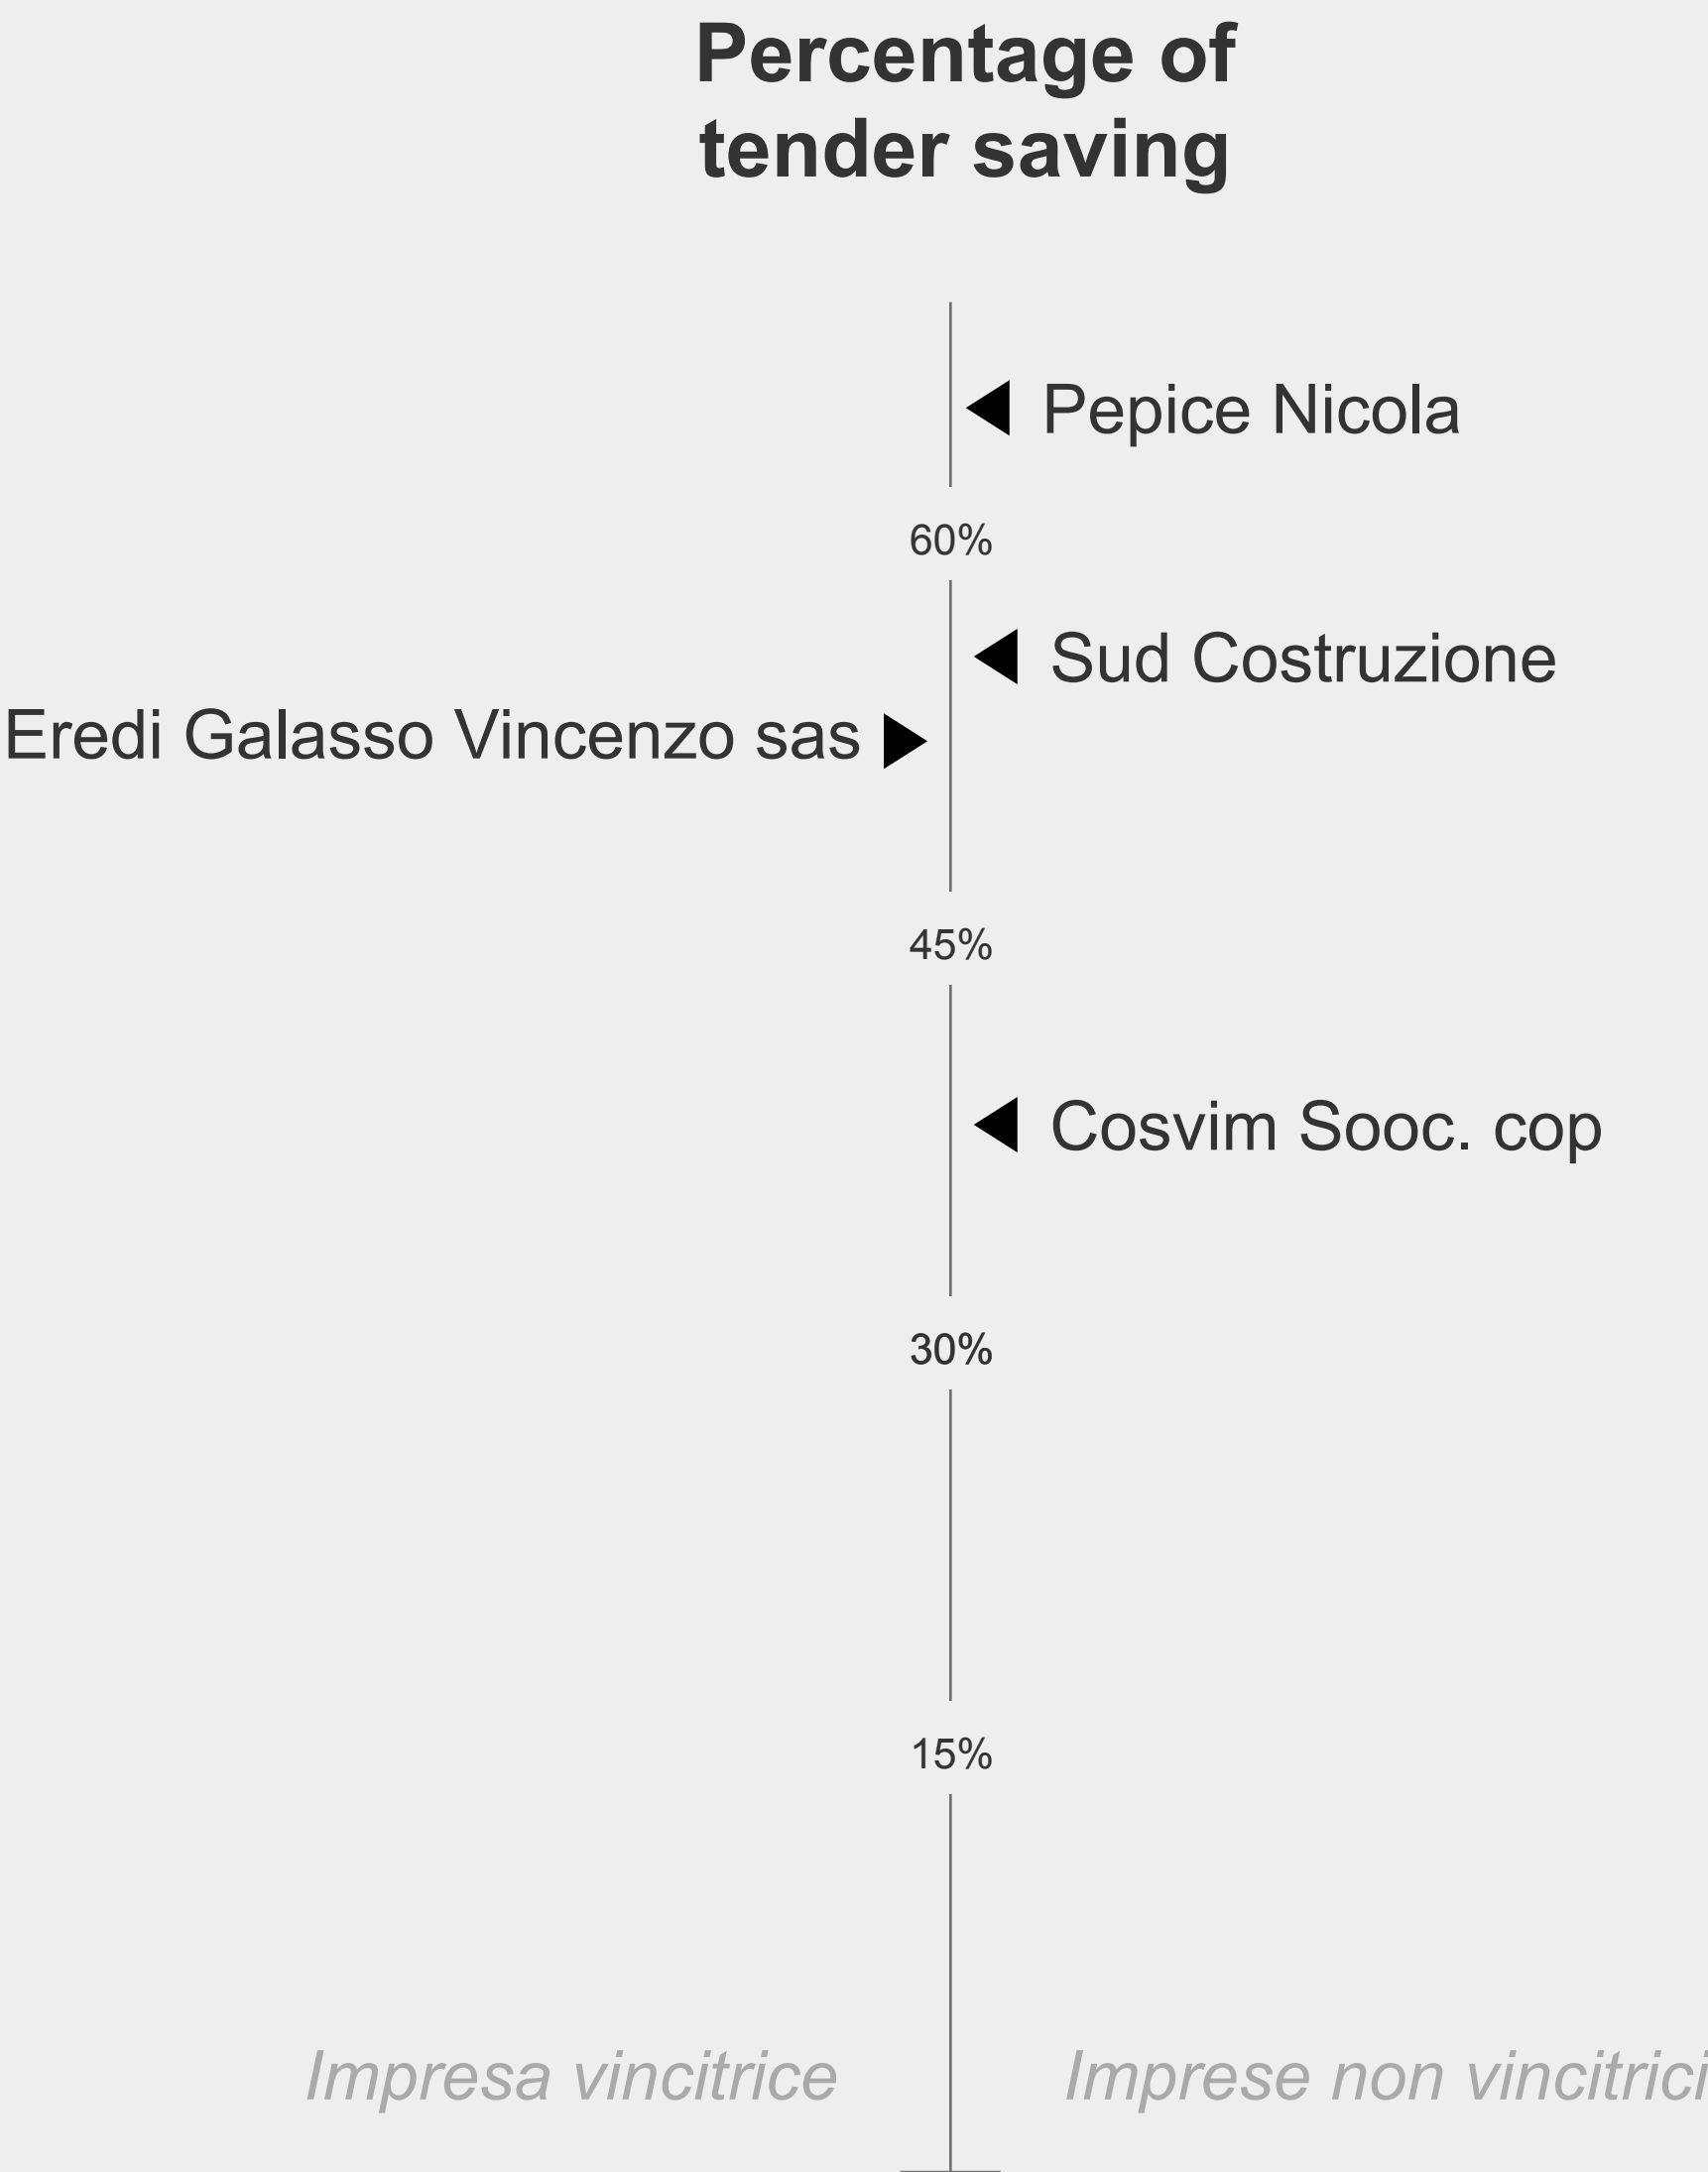 Percentage of
tender saving
Pepice Nicola
60%
Sud Costruzione
Eredi Galasso Vincenzo sas
45%
Cosvim Sooc. cop
30%
15%
Impresa vincitrice
Imprese non vincitrici